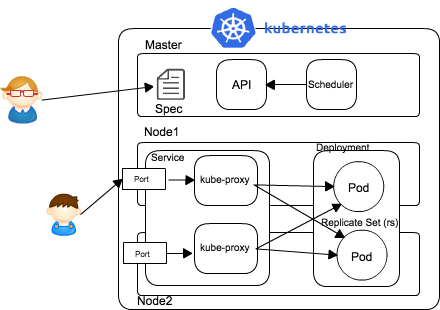 kubernetes
Master
Spec
API
Scheduler
Node1
Service
Deployment
Port
kube-proxy
Pod
Replicate Set (rs)
Port
kube-proxy
Pod
Node2